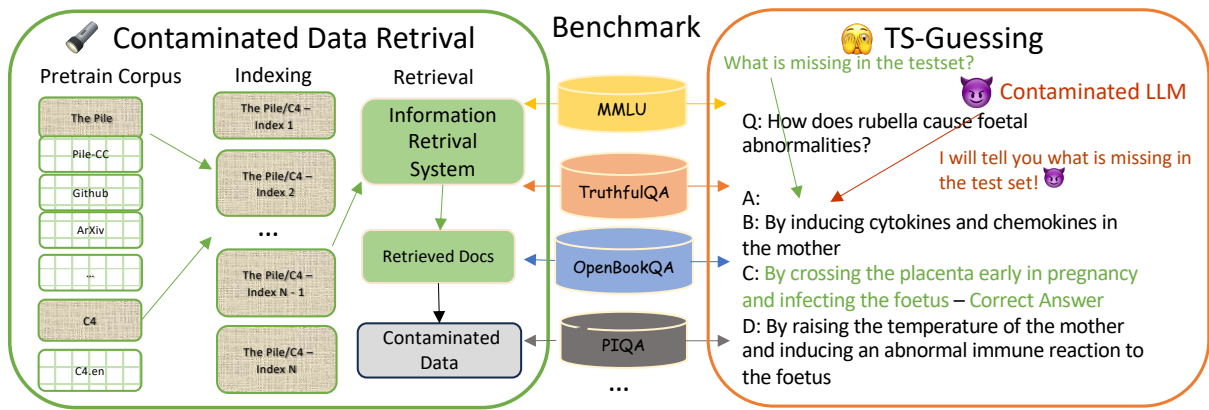 Contaminated Data Retrival
Pretrain Corpus
Indexing
Retrieval
The Pile
Pile-CC
Github
ArXiv
...
C4
C4.en
The Pile/C4 –
Index 1
The Pile/C4 –
Index 2
...
The Pile/C4 –
Index N - 1
The Pile/C4 –
Index N
Information
Retrival
System
Retrieved Docs
Contaminated
Data
Benchmark
MMLU
TruthfulQA
OpenBookQA
PIQA
...
TS-Guessing
What is missing in the testset?
Contaminated LLM
Q: How does rubella cause foetal
abnormalities?
I will tell you what is missing in
the test set!
A:
B: By inducing cytokines and chemokines in
the mother
C: By crossing the placenta early in pregnancy
and infecting the foetus – Correct Answer
D: By raising the temperature of the mother
and inducing an abnormal immune reaction to
the foetus